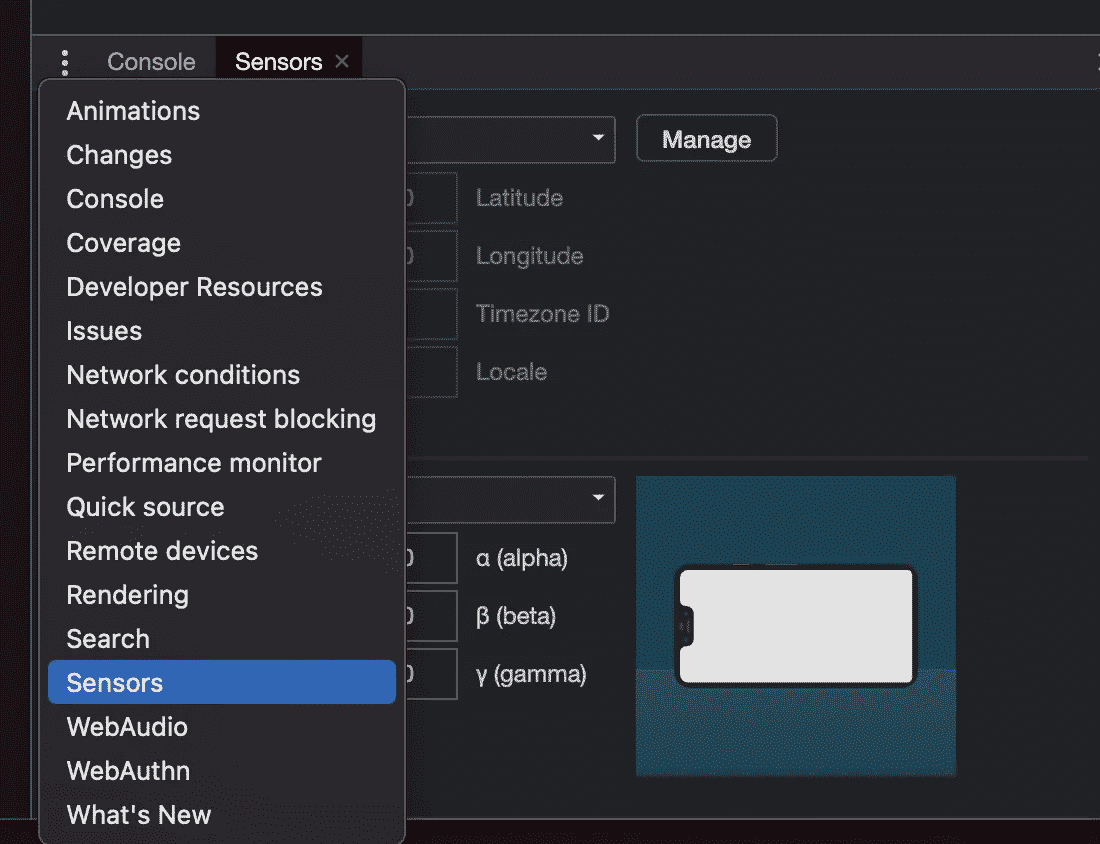 Console
Sensors
Animations
Changes
Console
Coverage
Developer Resources
Issues
Network conditions
Network request blocking
Performance monitor
Quick source
Remote devices
Rendering
Search
Sensors
WebAudio
WebAuthn
What's New
Manage
Latitude
Longitude
Timezone ID
Locale
α (alpha)
β (beta)
γ (gamma)